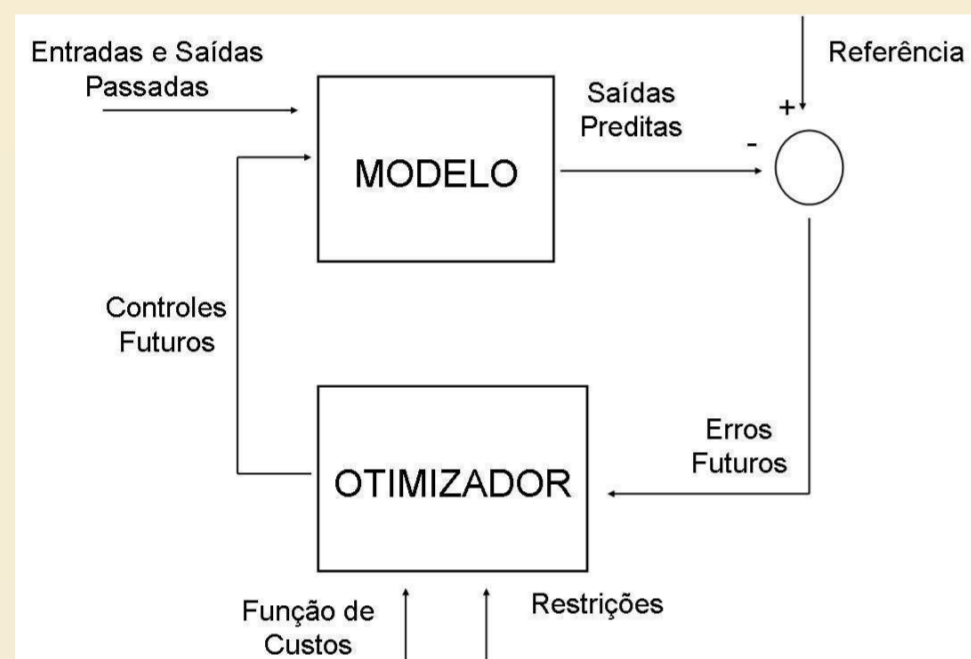 Entradas e Saídas
Passadas
Referência
Saídas
Preditas
+
-
MODELO
Controles
Futuros
Erros
Futuros
OTIMIZADOR
Função de
Custos
Restrições